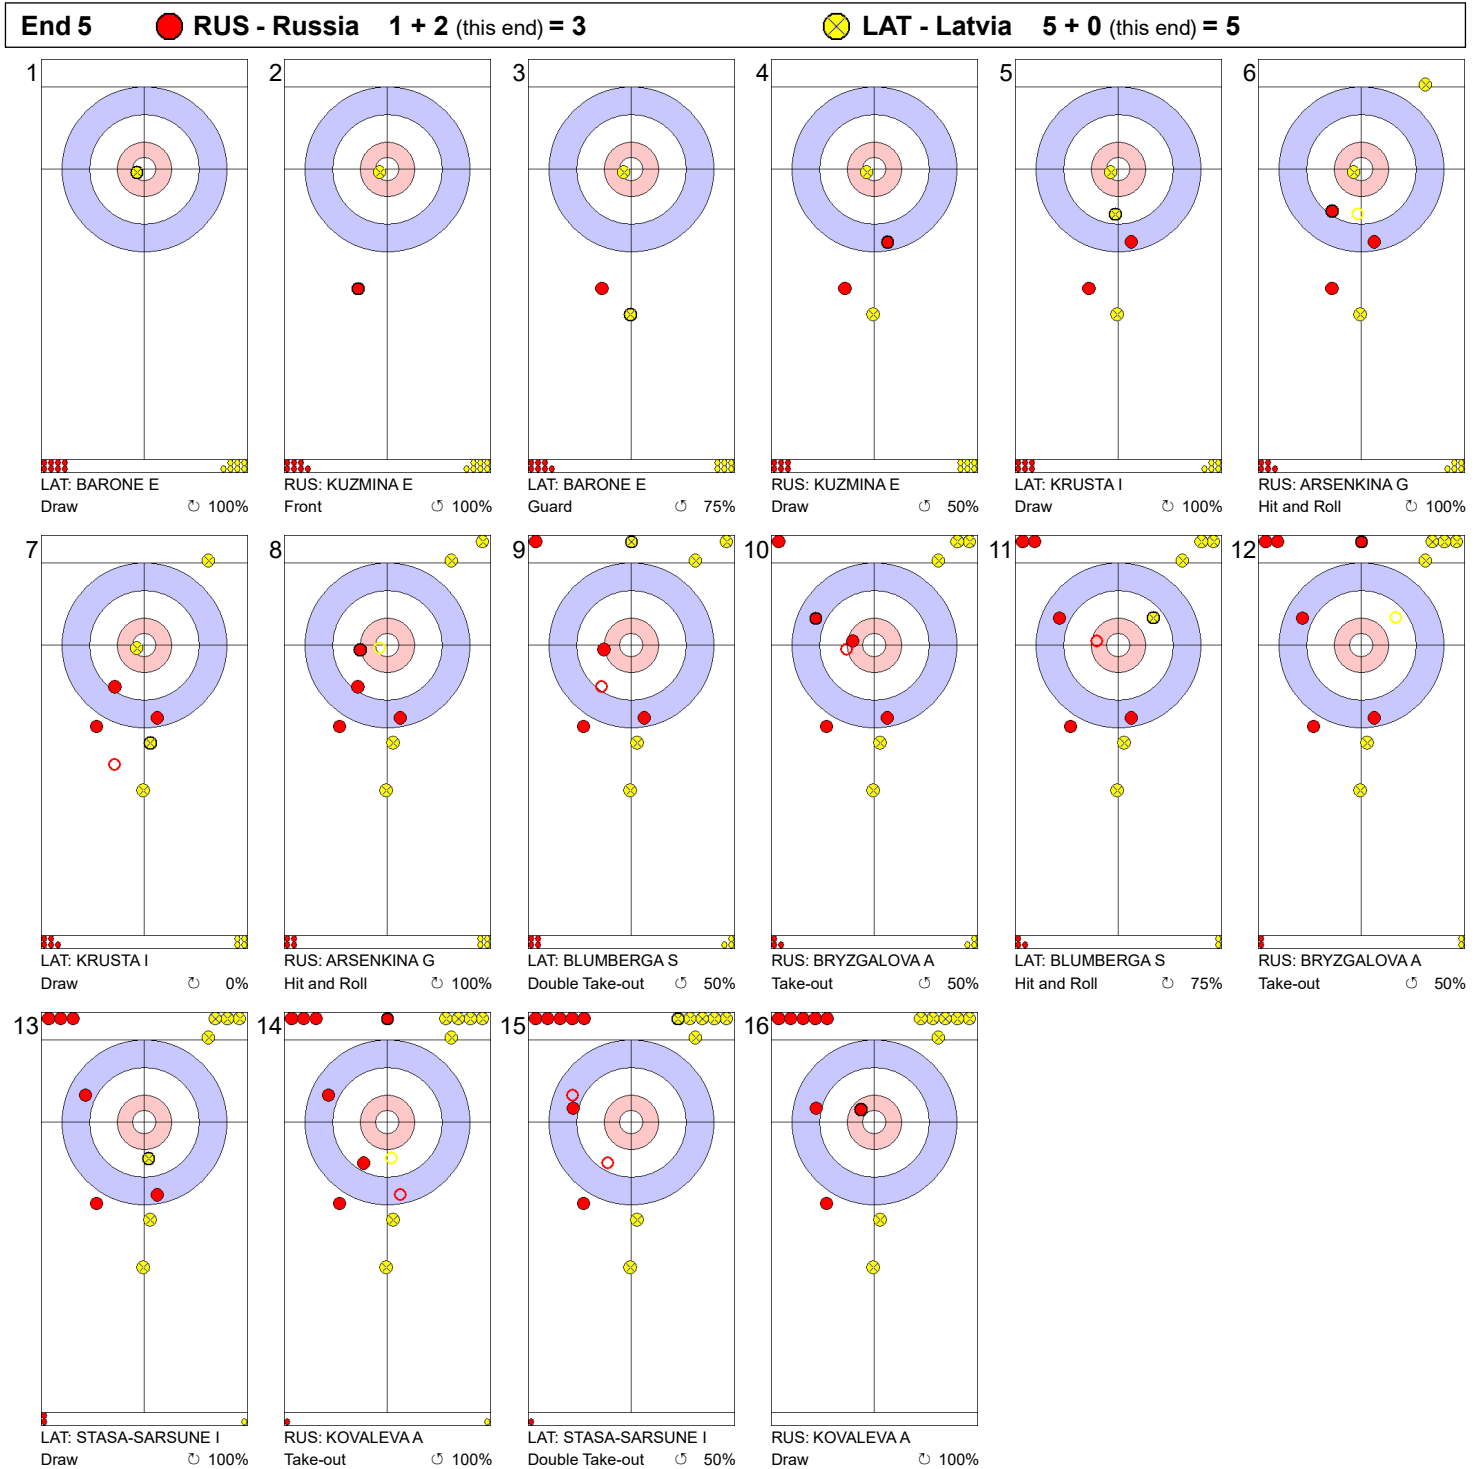 End 5 RUS - Russia 1 + 2 (this end) = 3 LAT - Latvia 5 + 0 (this end) = 5
1 2 3 4 5 6
LAT: BARONE E RUS: KUZMINA E LAT: BARONE E RUS: KUZMINA E LAT: KRUSTA I RUS: ARSENKINA G
Draw ↻ 100% Front ↻ 100% Guard ↺ 75% Draw ↺ 50% Draw ↻ 100% Hit and Roll ↻ 100%
7 8 9 10 11 12
LAT: KRUSTA I RUS: ARSENKINA G LAT: BLUMBERGA S RUS: BRYZGALOVA A LAT: BLUMBERGA S RUS: BRYZGALOVA A
Draw ↻ 0% Hit and Roll ↻ 100% Double Take-out ↺ 50% Take-out ↺ 50% Hit and Roll ↺ 75% Take-out ↺ 50%
13 14 15 16
LAT: STASA-SARSUNE I RUS: KOVALEVA A LAT: STASA-SARSUNE I RUS: KOVALEVA A
Draw ↻ 100% Take-out ↻ 100% Double Take-out ↺ 50% Draw ↺ 100%